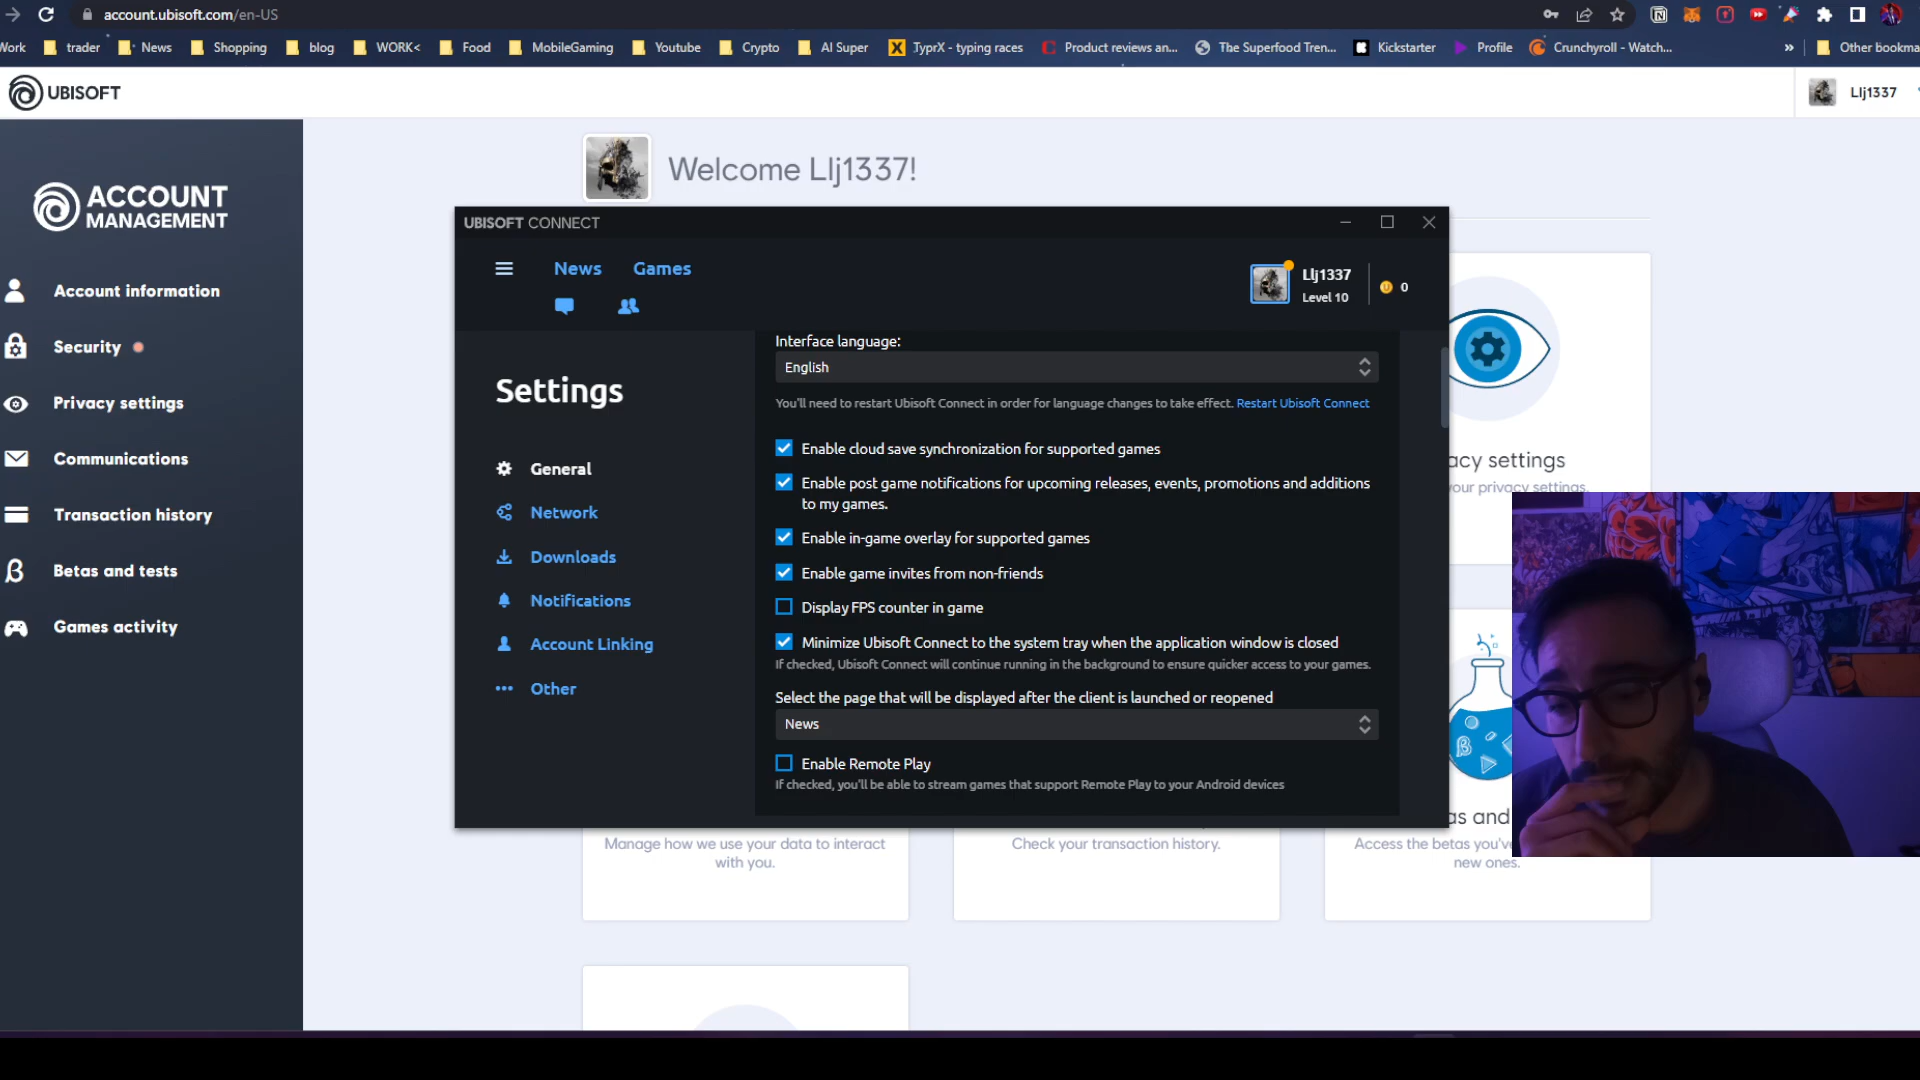 account.ubisoft.com/en-US
Work trader News Shopping blog WORK< Food MobileGaming Youtube Crypto AI Super TyprX - typing races Product reviews an... The Superfood Tren... Kickstarter Profile Crunchyroll - Watch... » Other bookma
UBISOFT
Llj1337
ACCOUNT
MANAGEMENT
Account information
Security
Privacy settings
Communications
Transaction history
Betas and tests
Games activity
Welcome Llj1337!
UBISOFT CONNECT
News Games
Llj1337
Level 10
0
Settings
General
Network
Downloads
Notifications
Account Linking
Other
Interface language:
English
You'll need to restart Ubisoft Connect in order for language changes to take effect. Restart Ubisoft Connect
Enable cloud save synchronization for supported games
Enable post game notifications for upcoming releases, events, promotions and additions
to my games.
Enable in-game overlay for supported games
Enable game invites from non-friends
Display FPS counter in game
Minimize Ubisoft Connect to the system tray when the application window is closed
If checked, Ubisoft Connect will continue running in the background to ensure quicker access to your games.
Select the page that will be displayed after the client is launched or reopened
News
Enable Remote Play
If checked, you'll be able to stream games that support Remote Play to your Android devices
acy settings
your privacy settings.
Manage how we use your data to interact
with you.
Check your transaction history.
as and
Access the betas you'v
new ones.